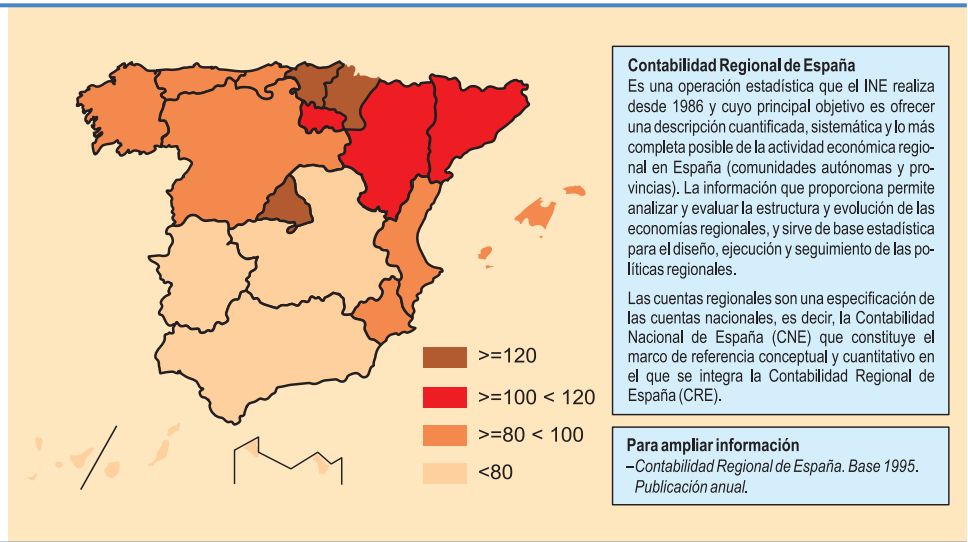 Contabilidad Regional de España
Es una operación estadística que el INE realiza
desde 1986 y cuyo principal objetivo es ofrecer
una descripción cuantificada, sistemática y lo más
completa posible de la actividad económica regio-
nal en España (comunidades autónomas y pro-
vincias). La información que proporciona permite
analizar y evaluar la estructura y evolución de las
economías regionales, y sirve de base estadística
para el diseño, ejecución y seguimiento de las po-
líticas regionales.
Las cuentas regionales son una especificación de
las cuentas nacionales, es decir, la Contabilidad
Nacional de España (CNE) que constituye el
marco de referencia conceptual y cuantitativo en
el que se integra la Contabilidad Regional de
España (CRE).
>=120
>=100 < 120
>=80 < 100
<80
Para ampliar información
–Contabilidad Regional de España. Base 1995.
Publicación anual.